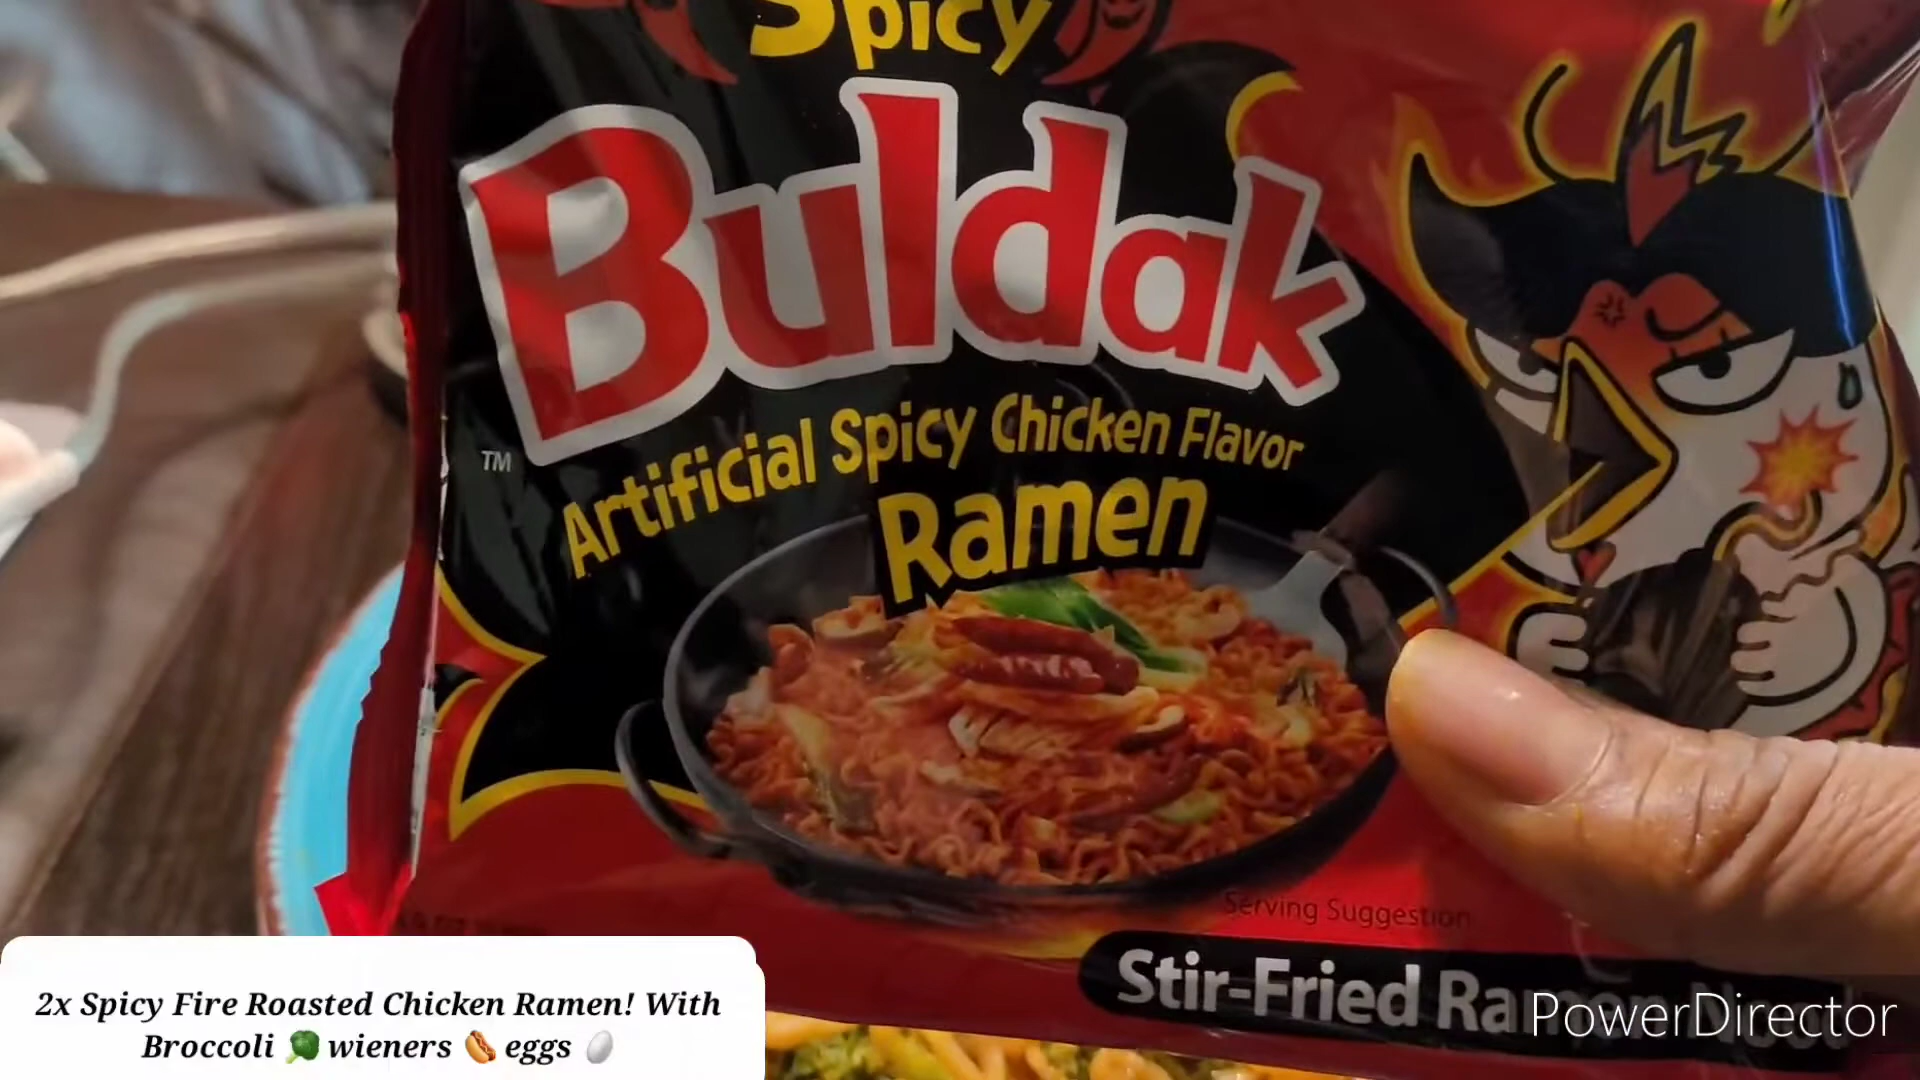 Spicy
Buldak
TM
Artificial Spicy Chicken Flavor
Ramen
Serving Suggestion
Stir-Fried Ramen
PowerDirector
2x Spicy Fire Roasted Chicken Ramen! With
Broccoli 🥦 wieners 🌭 eggs 🥚